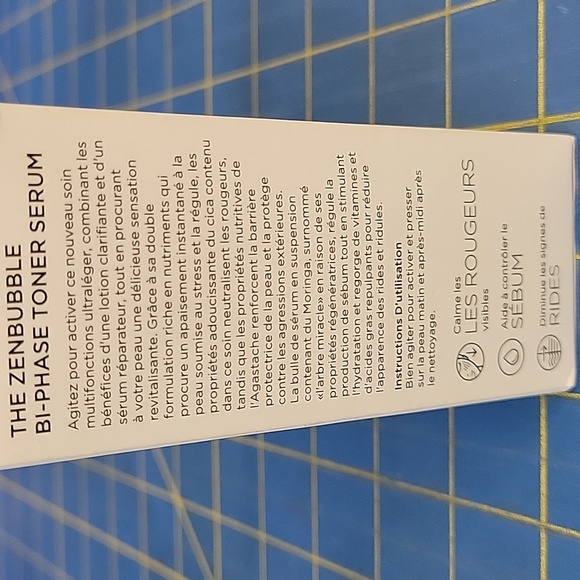 THE ZENBUBBLE
BI-PHASE TONER SERUM
Agitez pour activer ce nouveau soin
multifonctions ultraléger, combinant les
bénéfices d'une lotion clarifiante et d'un
sérum réparateur, tout en procurant
à votre peau une délicieuse sensation
revitalisante. Grâce à sa double
formulation riche en nutriments qui
procure un apaisement instantané à la
peau soumise au stress et la régule, les
propriétés adoucissante du cica contenu
dans ce soin neutralisent les rougeurs,
tandis que les propriétés nutritives de
l'Agastache renforcent la barrière
protectrice de la peau et la protège
contre les agressions extérieures.
La bulle de sérum en suspension
contenant du Moringa, surnommé
«l'arbre miracle» en raison de ses
propriétés régénératrices, régule la
production de sébum tout en stimulant
l'hydratation et regorge de vitamines et
d'acides gras repulpants pour réduire
l'apparence des rides et ridules.
Instructions D'utilisation
Bien agiter pour activer et presser
sur la peau matin et après-midi après
le nettoyage.
Calme les
LES ROUGEURS
visibles
Aide à contrôler le
SÉBUM
Diminue les signes de
RIDES